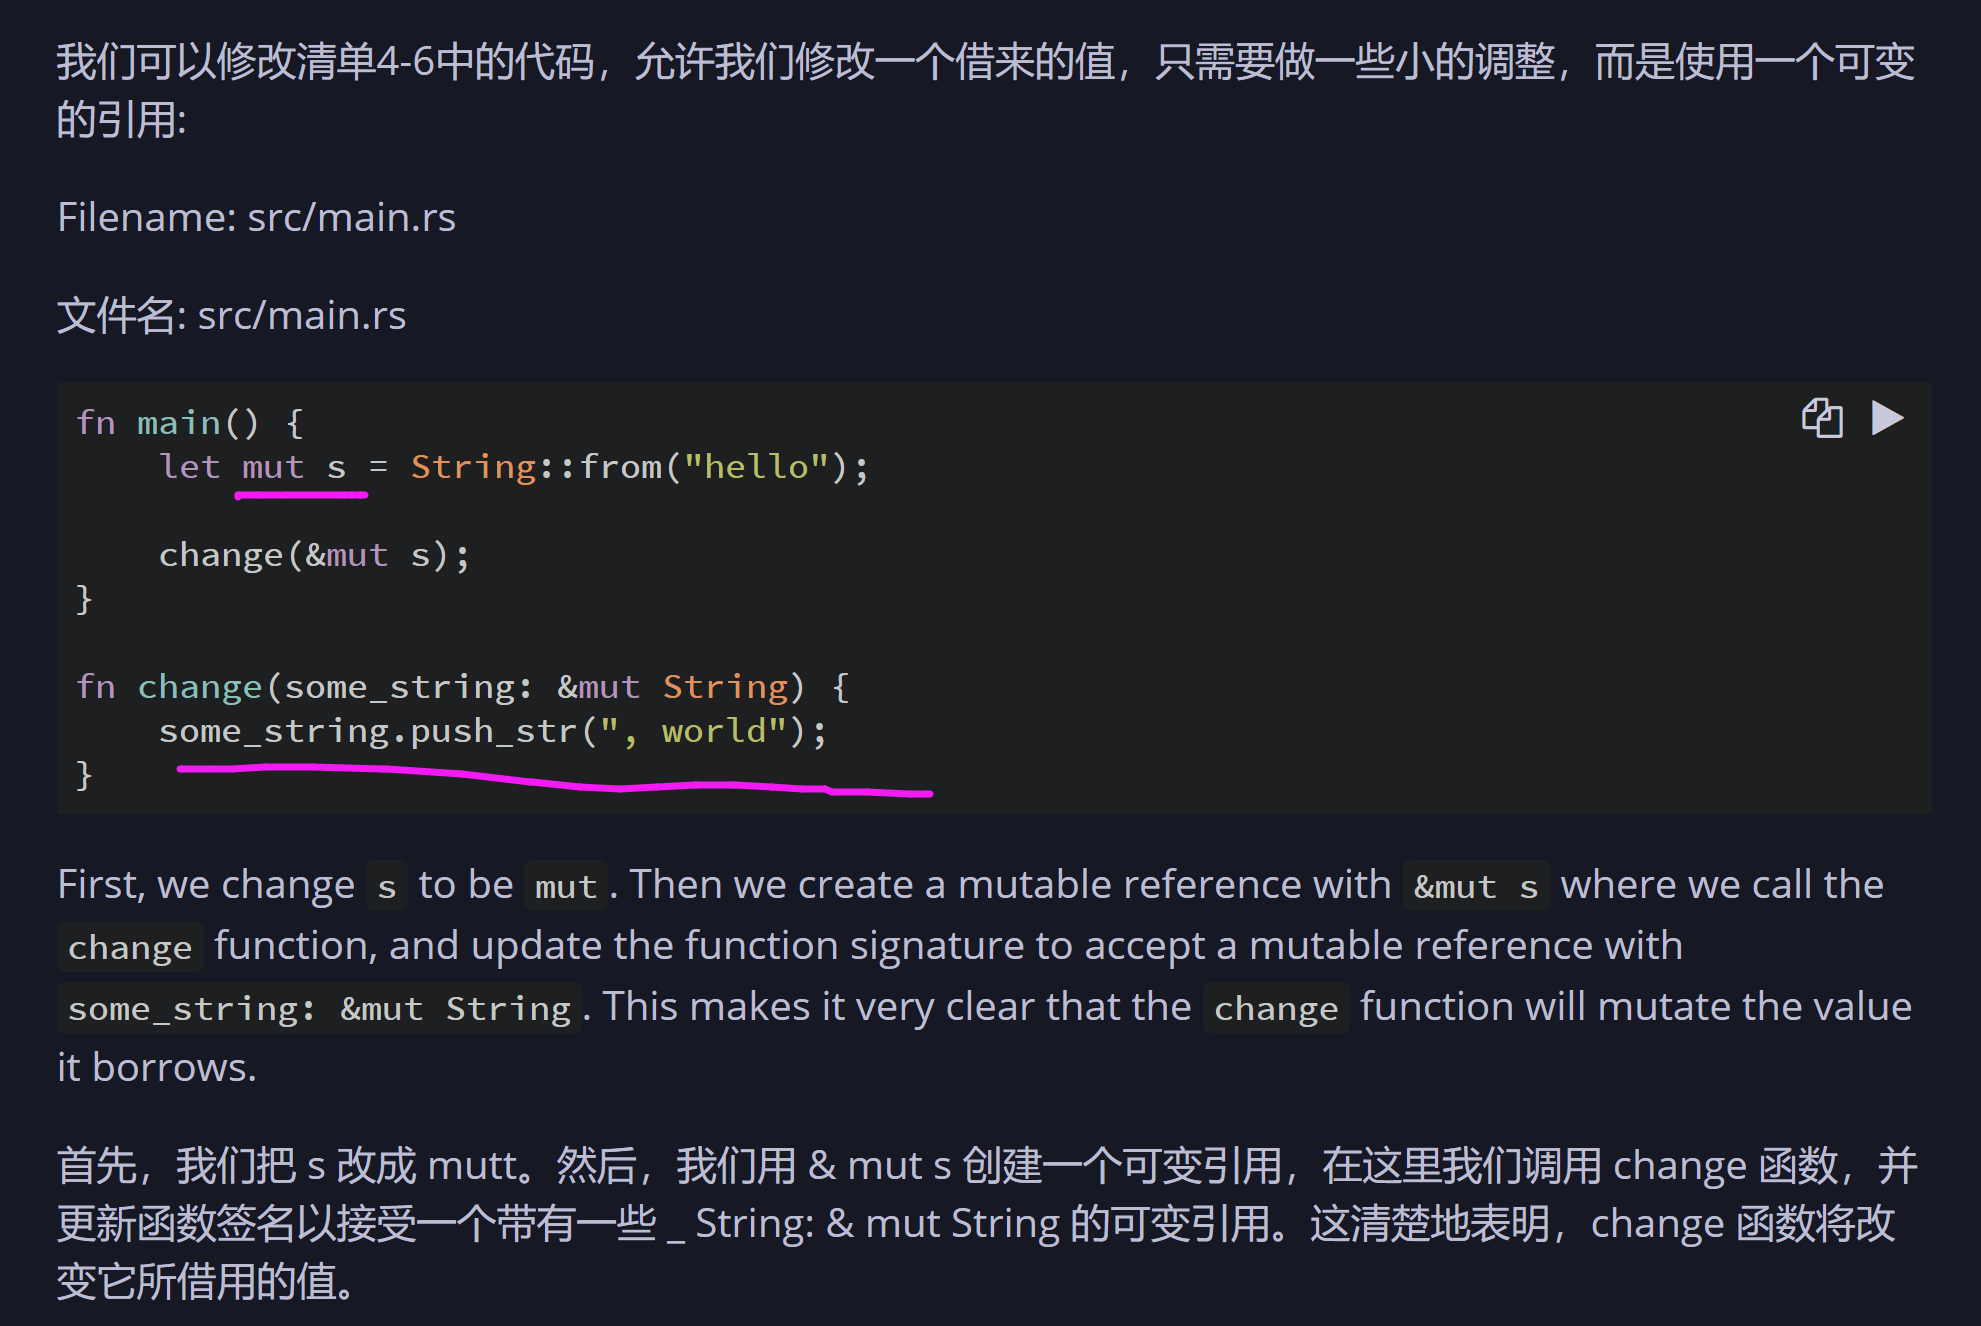 我们可以修改清单4-6中的代码，允许我们修改一个借来的值，只需要做一些小的调整，而是使用一个可变
的引用:
Filename: src/main.rs
文件名: src/main.rs
fn main() {
    let mut s = String::from("hello");
    change(&mut s);
}
fn change(some_string: &mut String) {
    some_string.push_str(", world");
}
First, we change s to be mut. Then we create a mutable reference with &mut s where we call the
change function, and update the function signature to accept a mutable reference with
some_string: &mut String. This makes it very clear that the change function will mutate the value
it borrows.
首先，我们把 s 改成 mutt。然后，我们用 & mut s 创建一个可变引用，在这里我们调用 change 函数，并
更新函数签名以接受一个带有一些 _ String: & mut String 的可变引用。这清楚地表明，change 函数将改
变它所借用的值。